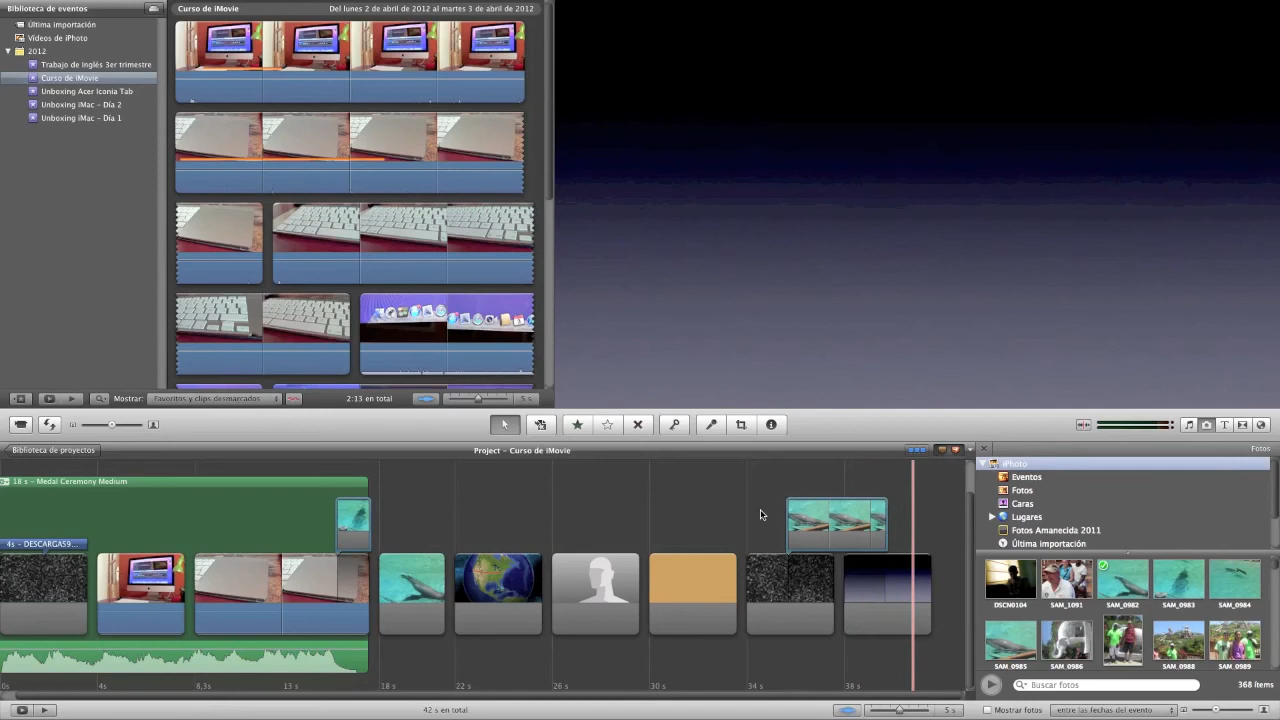 Biblioteca de eventos
Última importación
Vídeos de iPhoto
2012
Trabajo de Inglés 3er trimestre
Curso de iMovie
Unboxing Acer Iconia Tab
Unboxing iMac - Día 2
Unboxing iMac - Día 1
Curso de iMovie
Del lunes 2 de abril de 2012 al martes 3 de abril de 2012
Mostrar:
Favoritos y clips desmarcados
2:13 en total
5 s
Biblioteca de proyectos
Project - Curso de iMovie
18 s - Medal Ceremony Medium
4s - DESCARGAS9...
0s
4s
8,3s
13 s
18 s
22 s
26 s
30 s
34 s
38 s
42 s en total
5 s
Fotos
iPhoto
Eventos
Fotos
Caras
Lugares
Fotos Amanecida 2011
Última importación
DSCN0104
SAM_1091
SAM_0982
SAM_0983
SAM_0984
SAM_0985
SAM_0986
SAM_0988
SAM_0989
Buscar fotos
368 ítems
Mostrar fotos
entre las fechas del evento